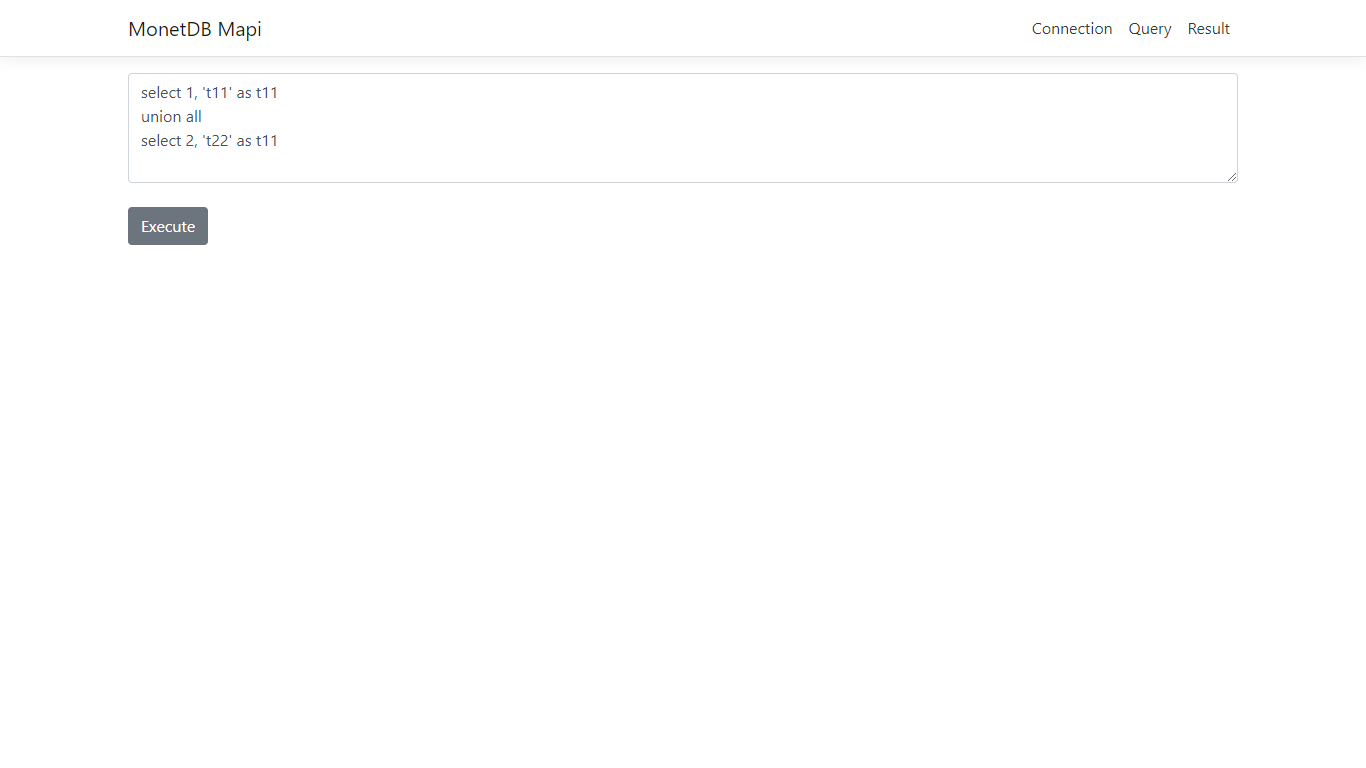 MonetDB Mapi
Connection Query Result
select 1, 't11' as t11
union all
select 2, 't22' as t11
Execute